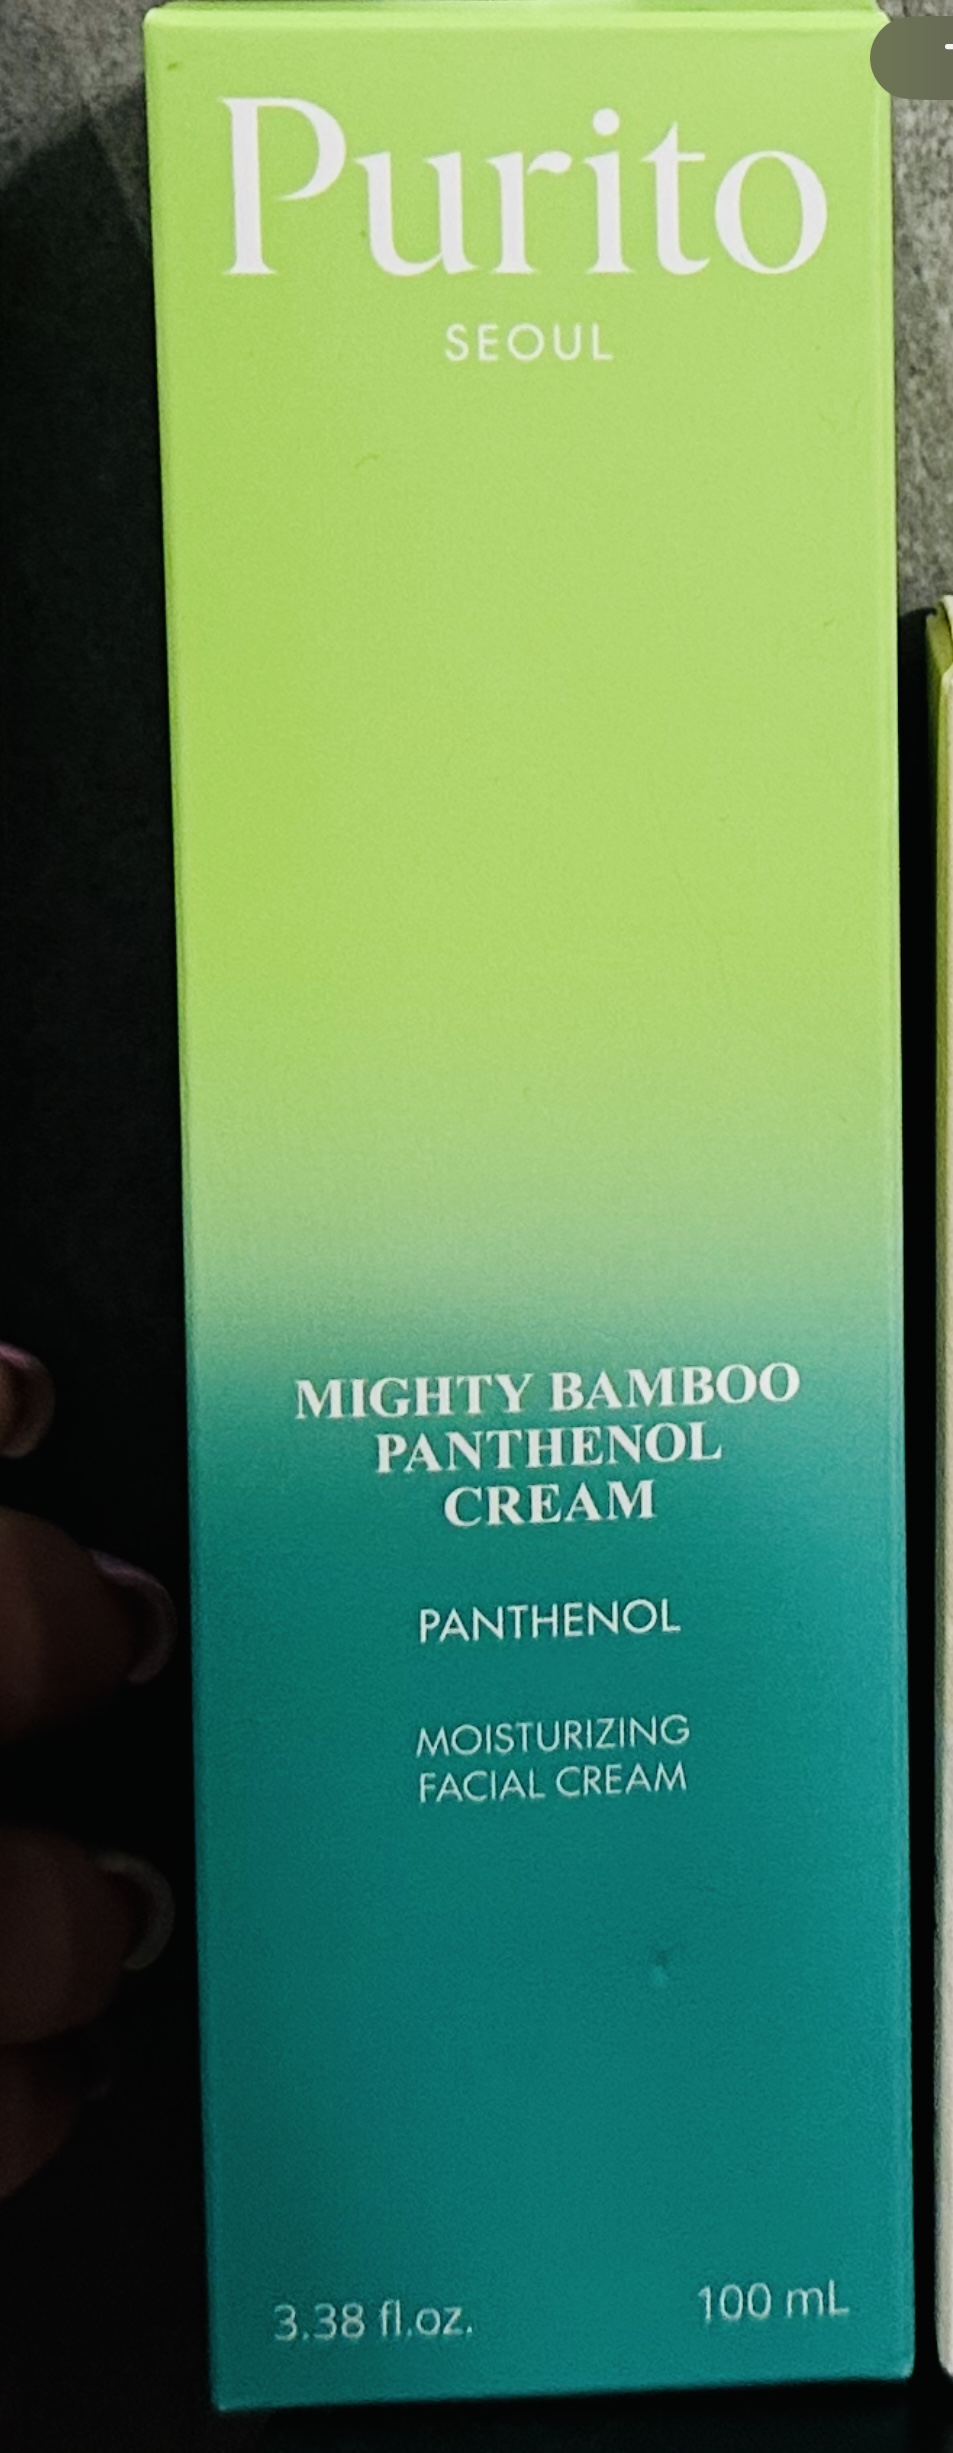 Purito
SEOUL
MIGHTY BAMBOO
PANTHENOL
CREAM
PANTHENOL
MOISTURIZING
FACIAL CREAM
3.38 fl.oz.
100 mL